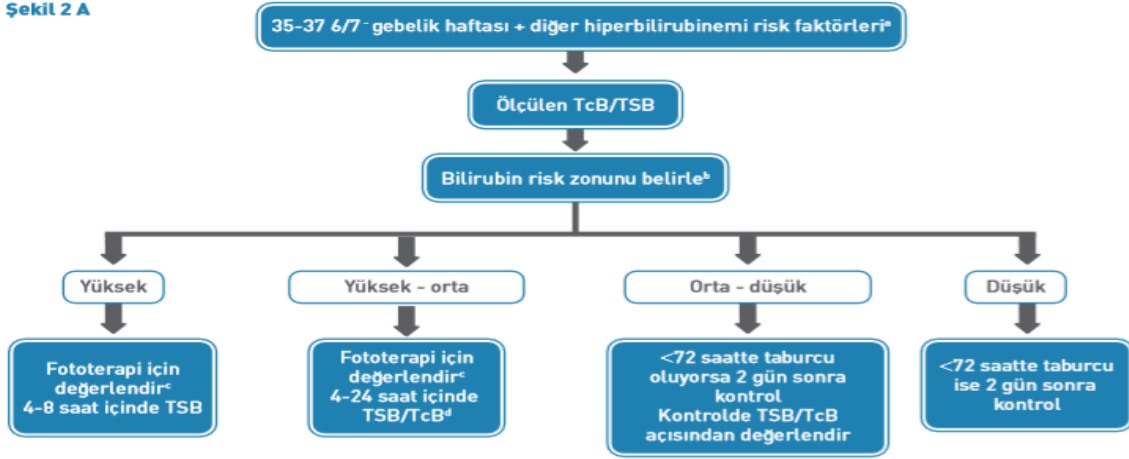 Şekil 2 A
35-37 6/7⁻ gebelik haftası + diğer hiperbilirubinemi risk faktörleriᵃ
Ölçülen TcB/TSB
Bilirubin risk zonunu belirleᵇ
Yüksek
Yüksek - orta
Orta - düşük
Düşük
Fototerapi için
değerlendirᶜ
4-8 saat içinde TSB
Fototerapi için
değerlendirᶜ
4-24 saat içinde
TSB/TcBᵈ
<72 saatte taburcu
oluyorsa 2 gün sonra
kontrol
Kontrolde TSB/TcB
açısından değerlendir
<72 saatte taburcu
ise 2 gün sonra
kontrol